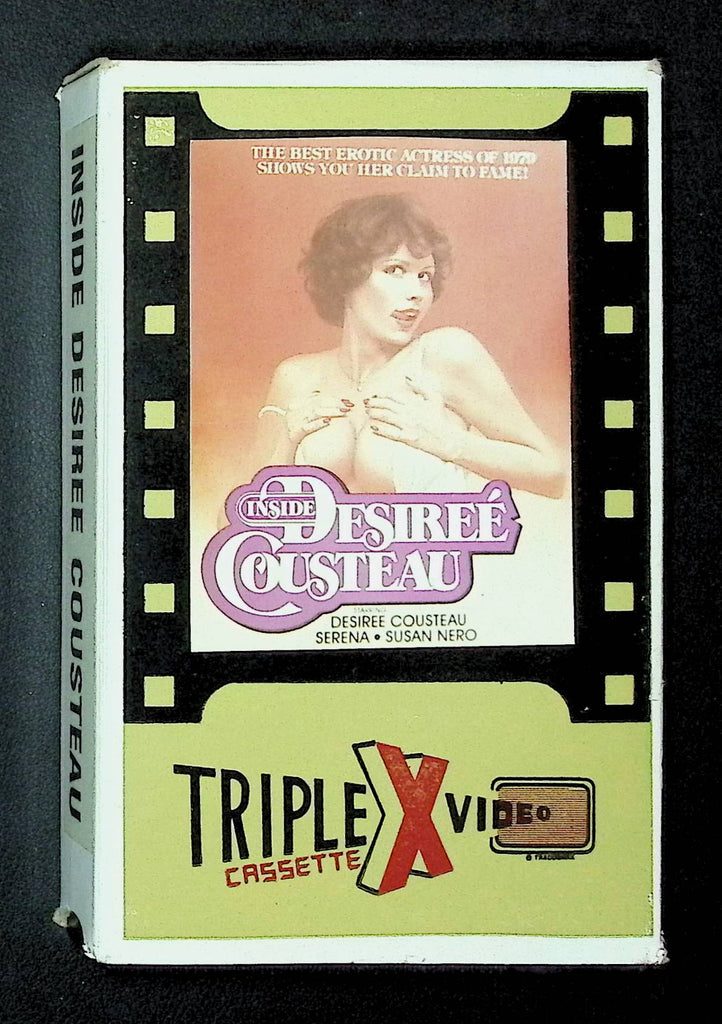 INSIDE DESIREE COUSTEAU
THE BEST EROTIC ACTRESS OF 1979
SHOWS YOU HER CLAIM TO FAME!
INSIDE DESIREÉ
COUSTEAU
STARRING
DESIREE COUSTEAU
SERENA • SUSAN NERO
TRIPLE X VIDEO
CASSETTE